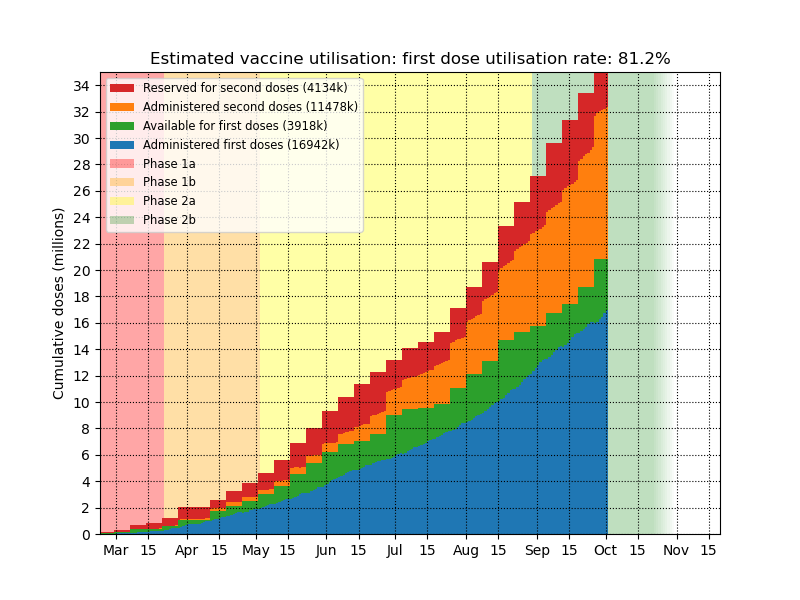 Estimated vaccine utilisation: first dose utilisation rate: 81.2%
Cumulative doses (millions)
34
32
30
28
26
24
22
20
18
16
14
12
10
8
6
4
2
0
Reserved for second doses (4134k)
Administered second doses (11478k)
Available for first doses (3918k)
Administered first doses (16942k)
Phase 1a
Phase 1b
Phase 2a
Phase 2b
Mar 15 Apr 15 May 15 Jun 15 Jul 15 Aug 15 Sep 15 Oct 15 Nov 15